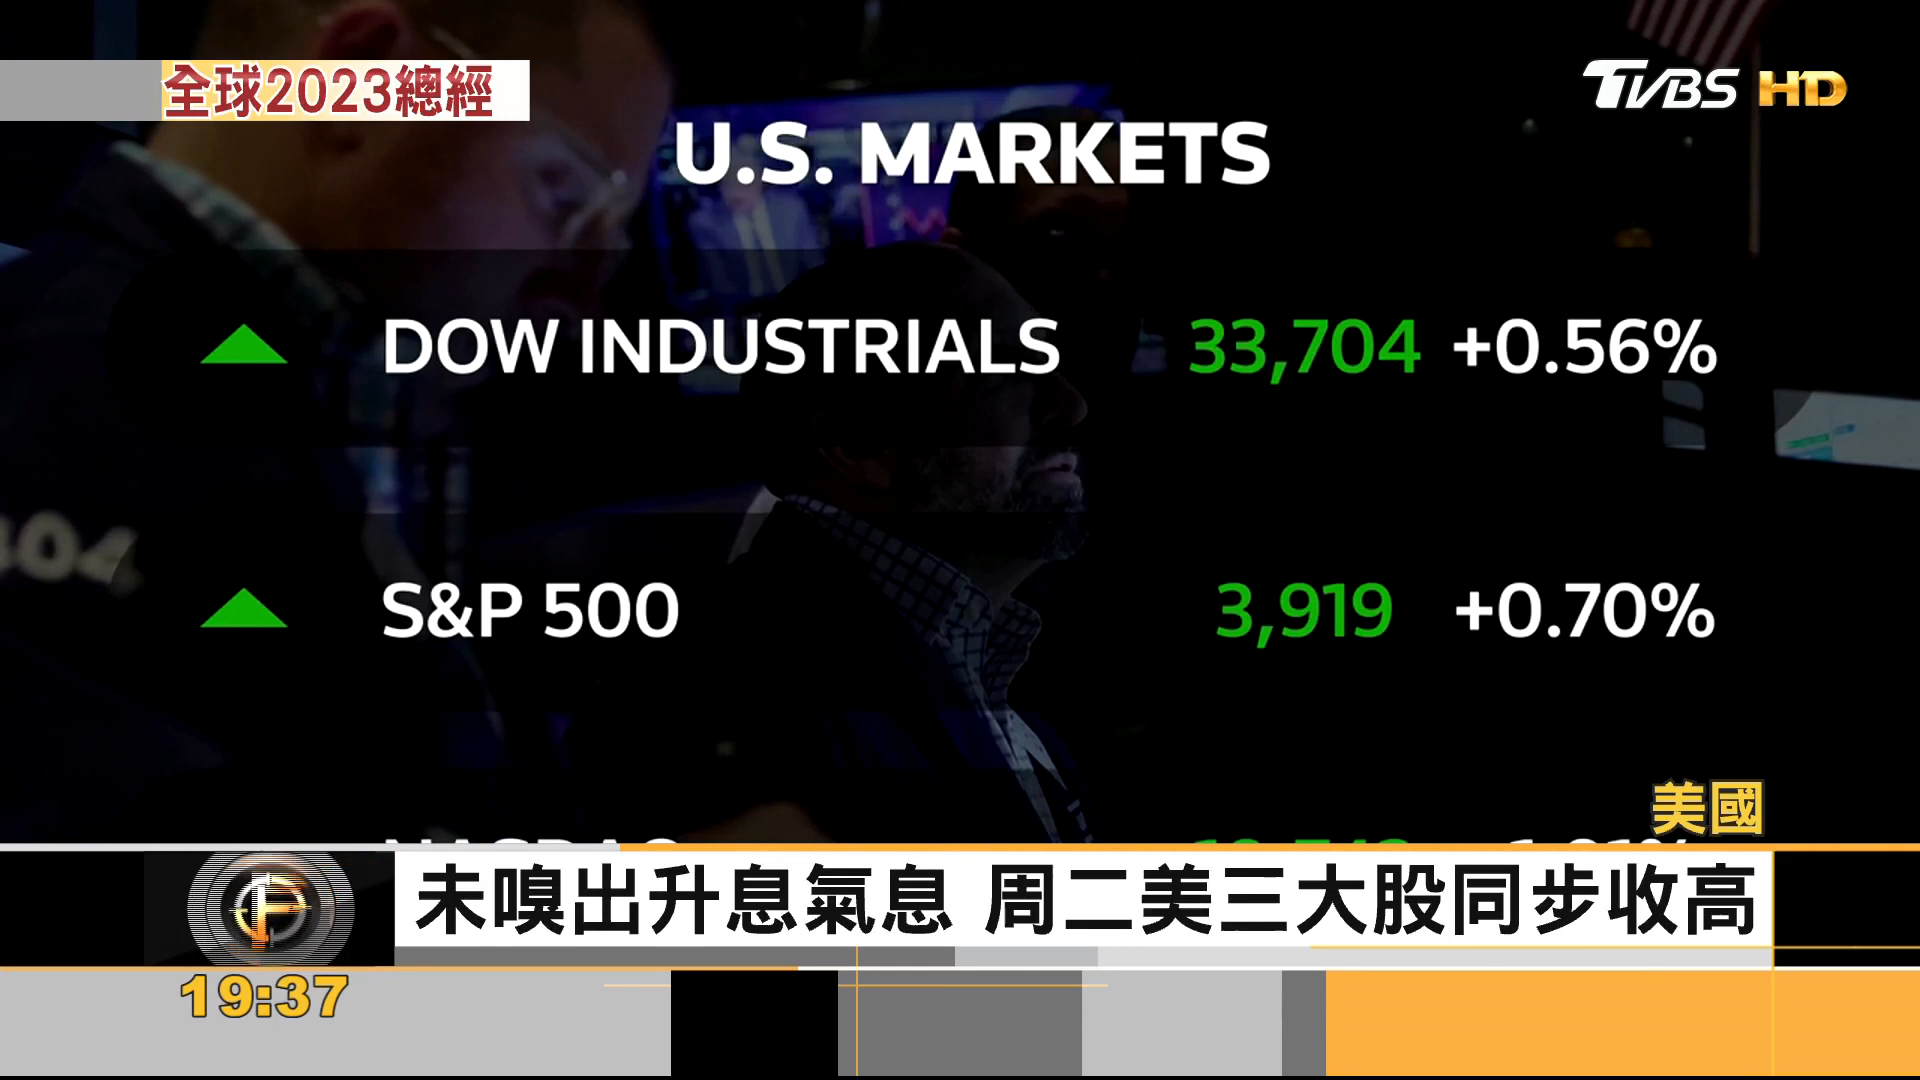 全球2023總經
TVBS HD
U.S. MARKETS
DOW INDUSTRIALS 33,704 +0.56%
S&P 500 3,919 +0.70%
美國
未嗅出升息氣息 周二美三大股同步收高
19:37